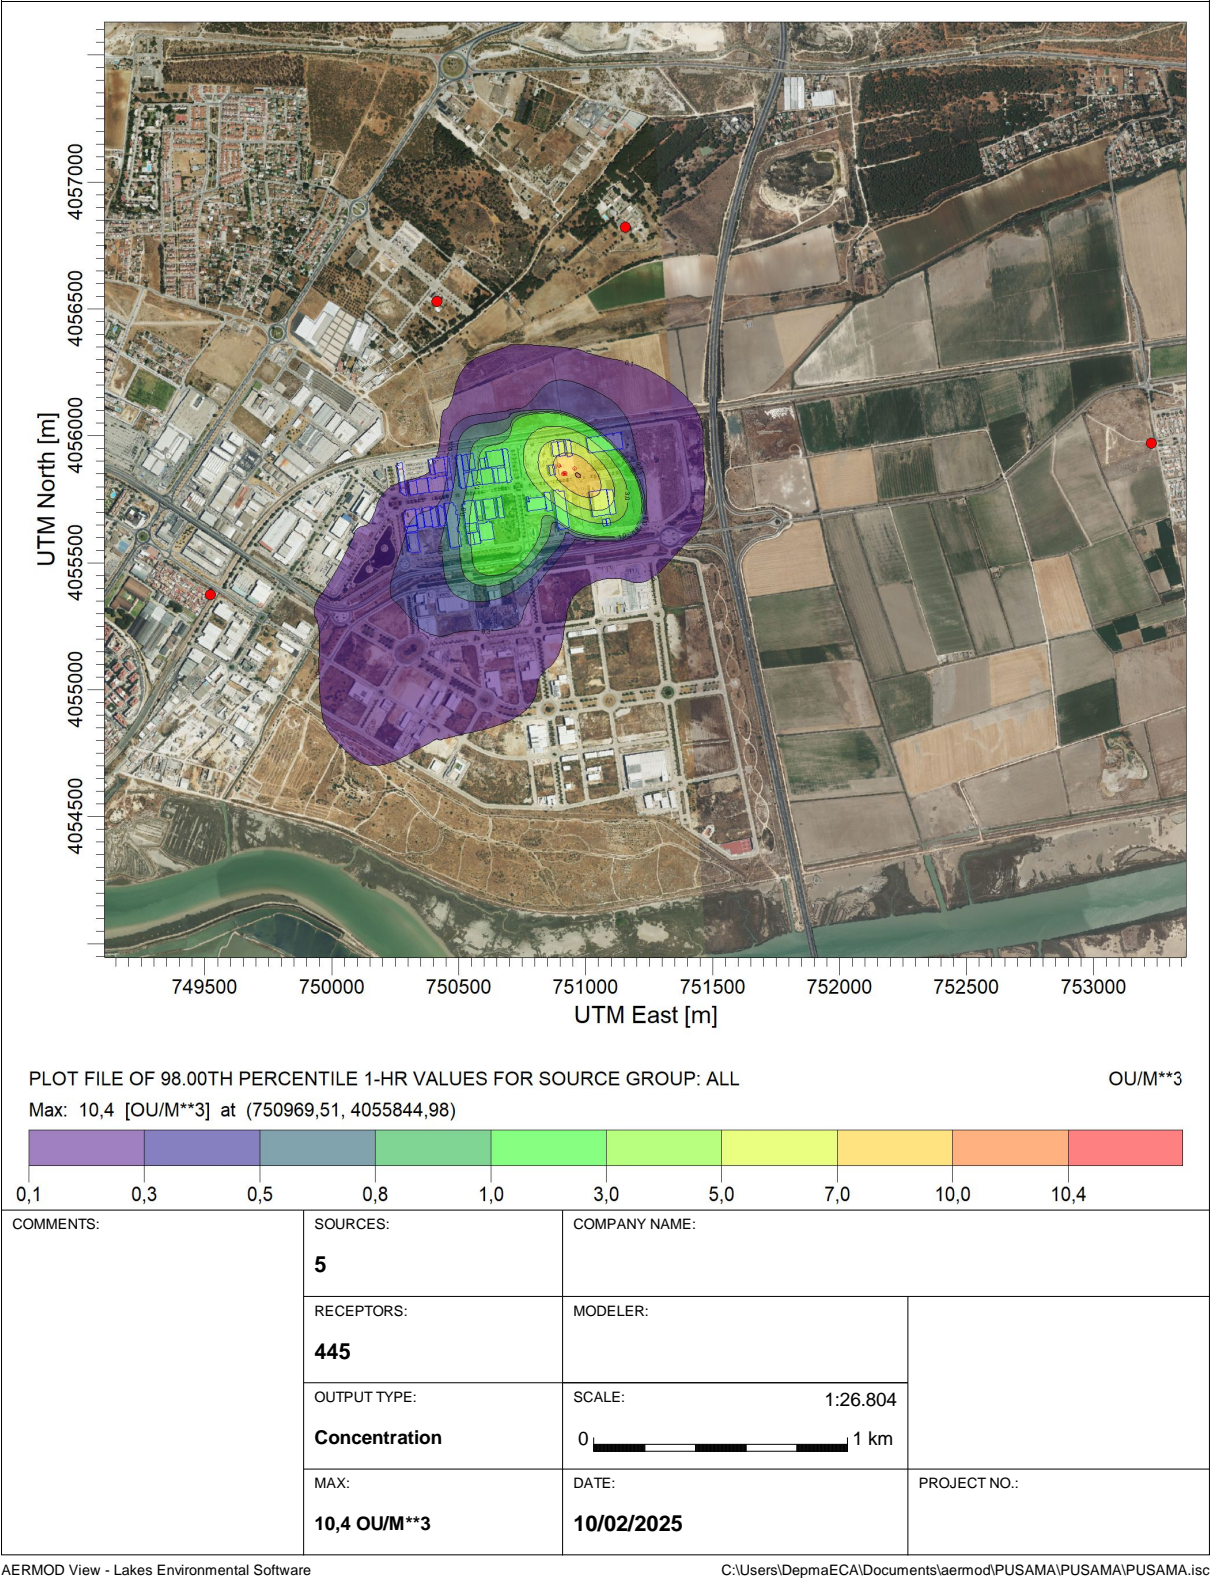 4057000
4056500
4056000
4055500
4055000
4054500
UTM North [m]
749500 750000 750500 751000 751500 752000 752500 753000
UTM East [m]
PLOT FILE OF 98.00TH PERCENTILE 1-HR VALUES FOR SOURCE GROUP: ALL OU/M**3
Max: 10,4 [OU/M**3] at (750969,51, 4055844,98)
0,1 0,3 0,5 0,8 1,0 3,0 5,0 7,0 10,0 10,4
COMMENTS:
SOURCES:
5
COMPANY NAME:
RECEPTORS:
445
MODELER:
OUTPUT TYPE:
Concentration
SCALE: 1:26.804
0 1 km
MAX:
10,4 OU/M**3
DATE:
10/02/2025
PROJECT NO.:
AERMOD View - Lakes Environmental Software C:\Users\DepmaECA\Documents\aermod\PUSAMA\PUSAMA\PUSAMA.isc